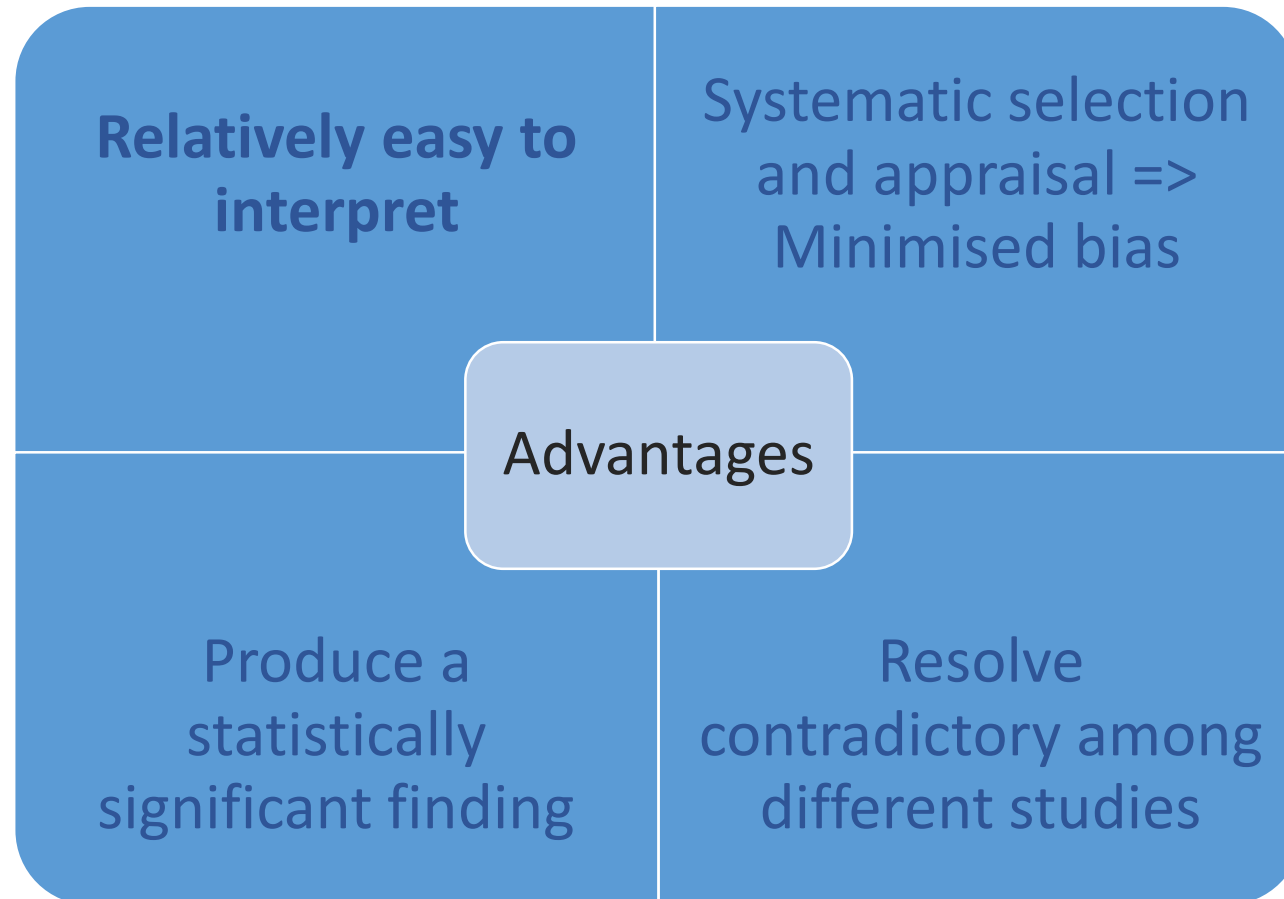 Relatively easy to
interpret
Systematic selection
and appraisal =>
Minimised bias
Advantages
Produce a
statistically
significant finding
Resolve
contradictory among
different studies